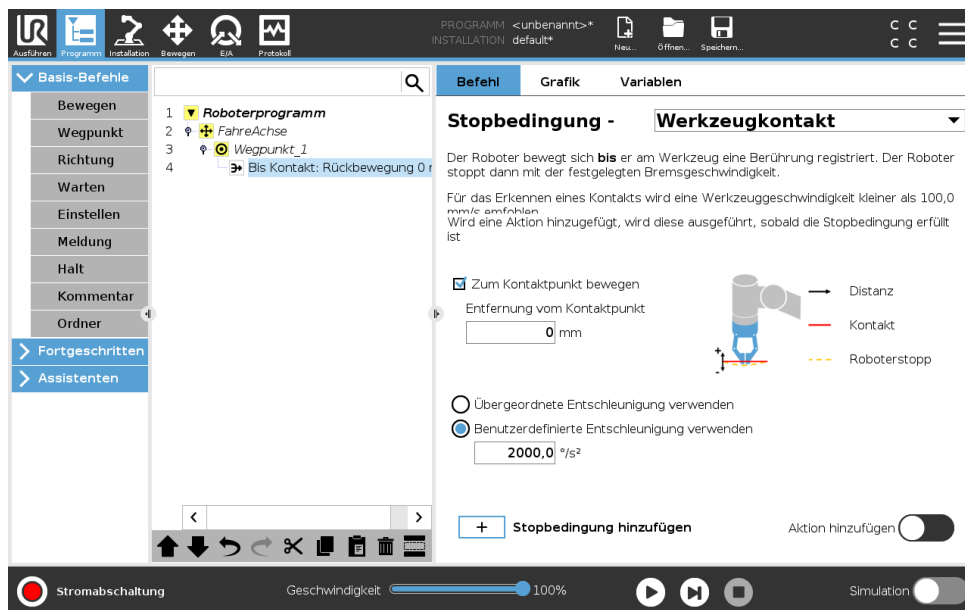 PROGRAMM <unbenannt>*
INSTALLATION default*
Ausführen Programm Installation Bewegen E/A Protokoll
Neu... Öffnen... Speichern...
C C
C C
Basis-Befehle
Bewegen
Wegpunkt
Richtung
Warten
Einstellen
Meldung
Halt
Kommentar
Ordner
Fortgeschritten
Assistenten
1 Roboterprogramm
2 FahreAchse
3 Wegpunkt_1
4 Bis Kontakt: Rückbewegung 0 r
Befehl Grafik Variablen
Stopbedingung - Werkzeugkontakt
Der Roboter bewegt sich bis er am Werkzeug eine Berührung registriert. Der Roboter
stoppt dann mit der festgelegten Bremsgeschwindigkeit.
Für das Erkennen eines Kontakts wird eine Werkzeuggeschwindigkeit kleiner als 100,0
mm/s empfohlen
Wird eine Aktion hinzugefügt, wird diese ausgeführt, sobald die Stopbedingung erfüllt
ist
Zum Kontaktpunkt bewegen
Entfernung vom Kontaktpunkt
0 mm
+
-
Distanz
Kontakt
Roboterstopp
Übergeordnete Entschleunigung verwenden
Benutzerdefinierte Entschleunigung verwenden
2000,0 °/s²
+ Stopbedingung hinzufügen
Aktion hinzufügen
Stromabschaltung
Geschwindigkeit 100%
Simulation